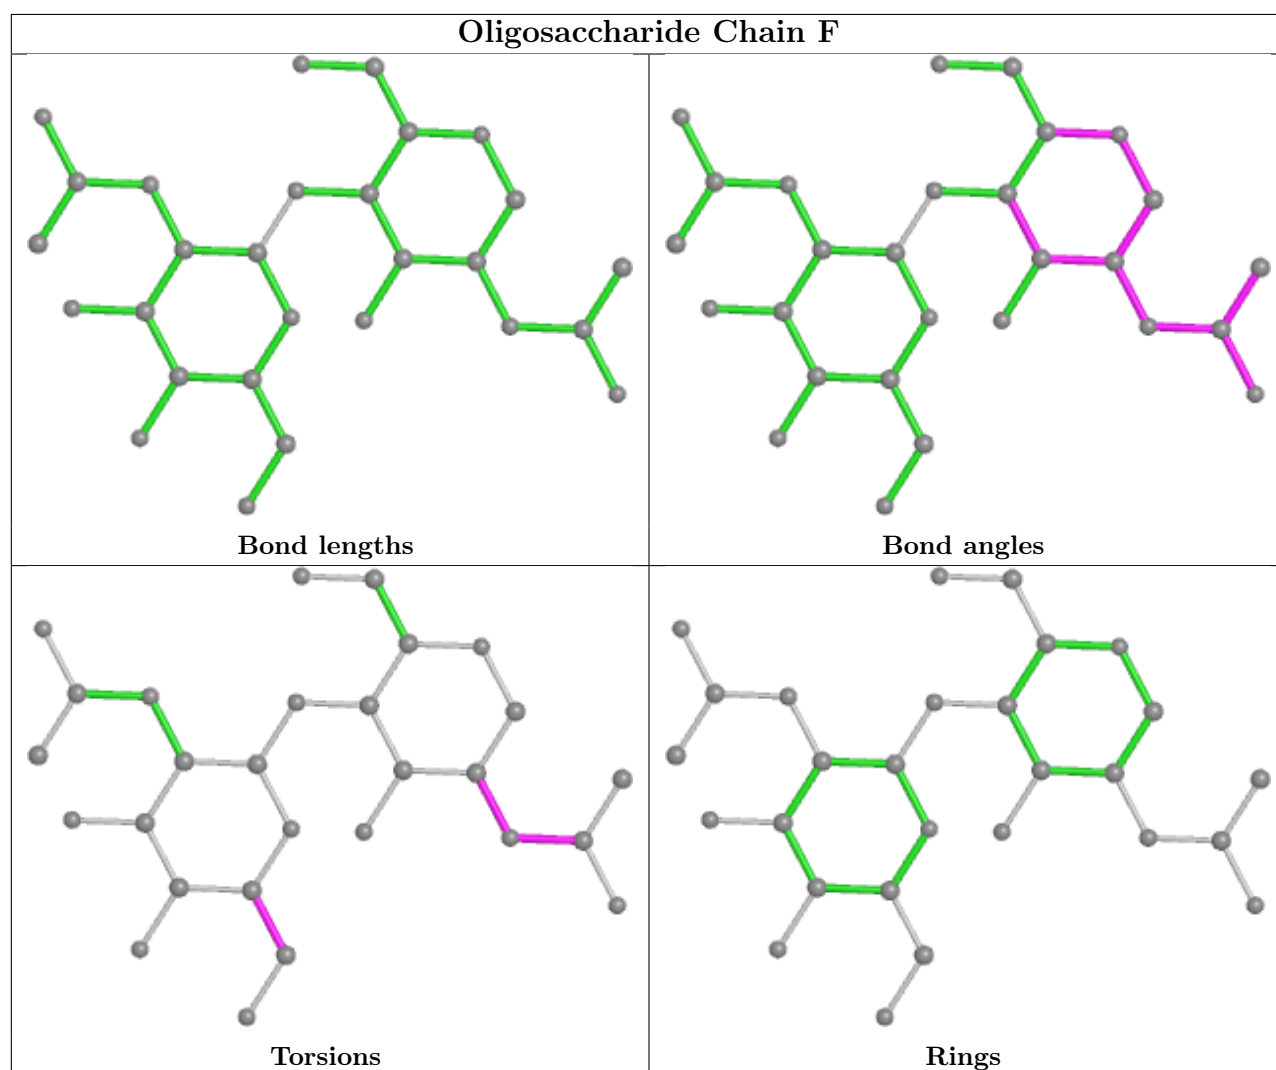 Oligosaccharide Chain F
Bond lengths
Bond angles
Torsions
Rings